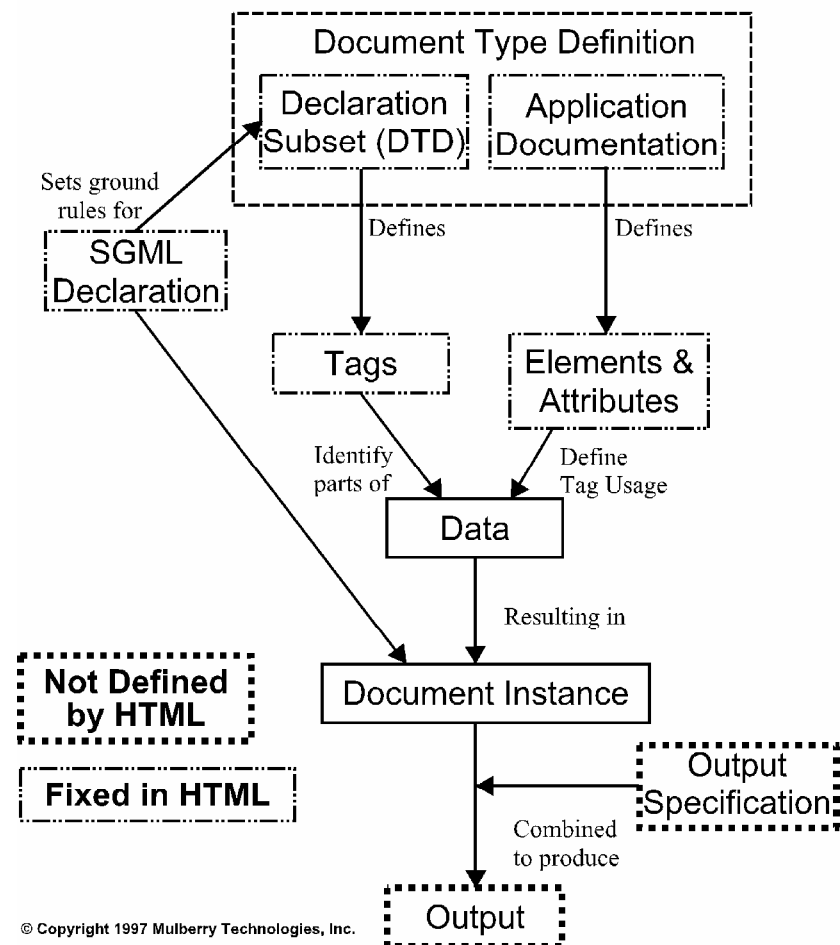 Document Type Definition
Declaration
Subset (DTD)
Application
Documentation
Sets ground
rules for
Defines
Defines
SGML
Declaration
Tags
Elements &
Attributes
Identify
parts of
Define
Tag Usage
Data
Resulting in
Not Defined
by HTML
Document Instance
Fixed in HTML
Output
Specification
Combined
to produce
Output
© Copyright 1997 Mulberry Technologies, Inc.